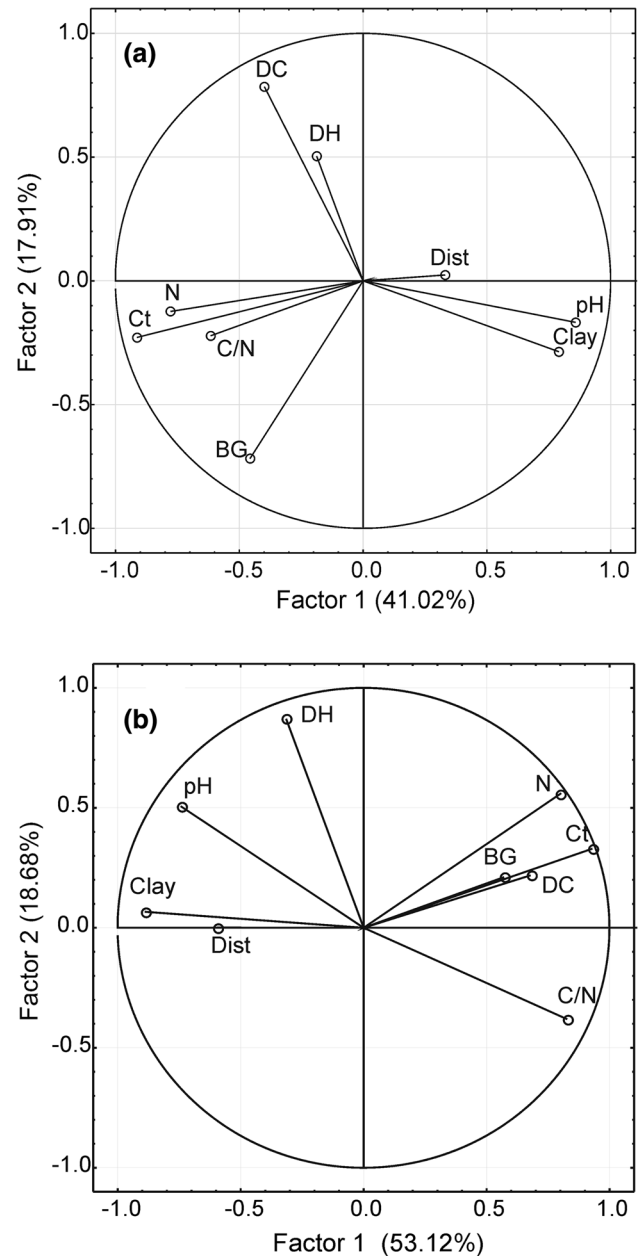 (a)
1.0
0.5
0.0
-0.5
-1.0
Factor 2 (17.91%)
DC
DH
Dist
N
Ct
C/N
pH
Clay
BG
-1.0 -0.5 0.0 0.5 1.0
Factor 1 (41.02%)
(b)
1.0
0.5
0.0
-0.5
-1.0
Factor 2 (18.68%)
DH
pH
N
Ct
BG
DC
Clay
Dist
C/N
-1.0 -0.5 0.0 0.5 1.0
Factor 1 (53.12%)